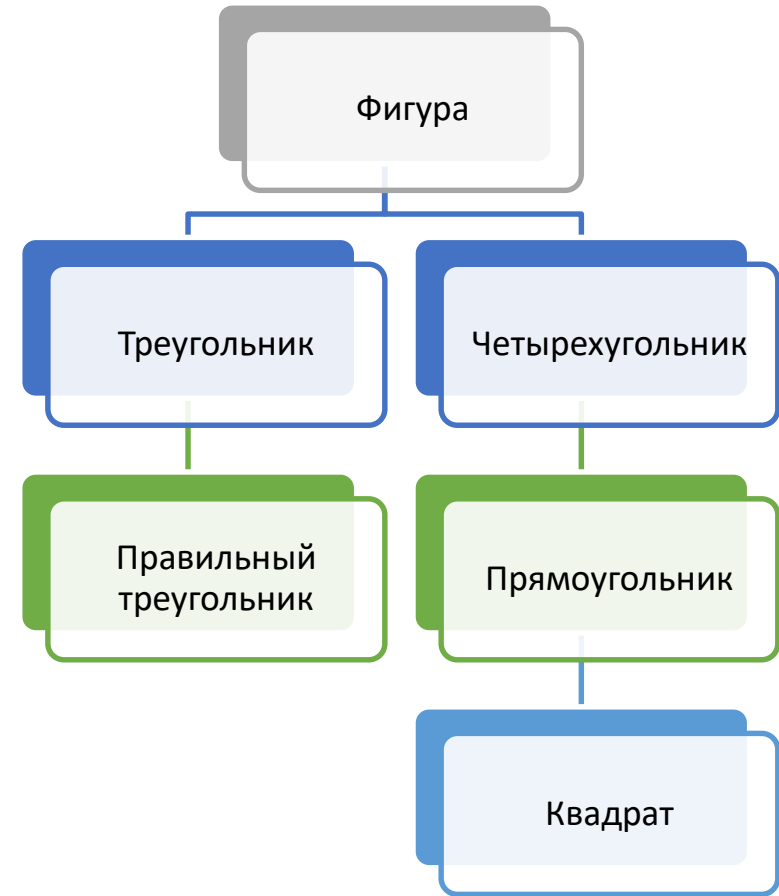 Фигура
Треугольник
Четырехугольник
Правильный
треугольник
Прямоугольник
Квадрат